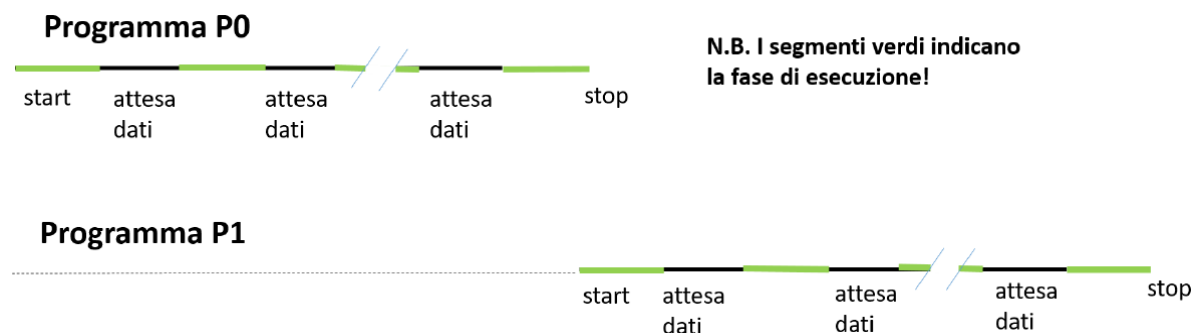 Programma P0
N.B. I segmenti verdi indicano
la fase di esecuzione!
start attesa attesa attesa stop
dati dati dati
Programma P1
start attesa attesa attesa stop
dati dati dati